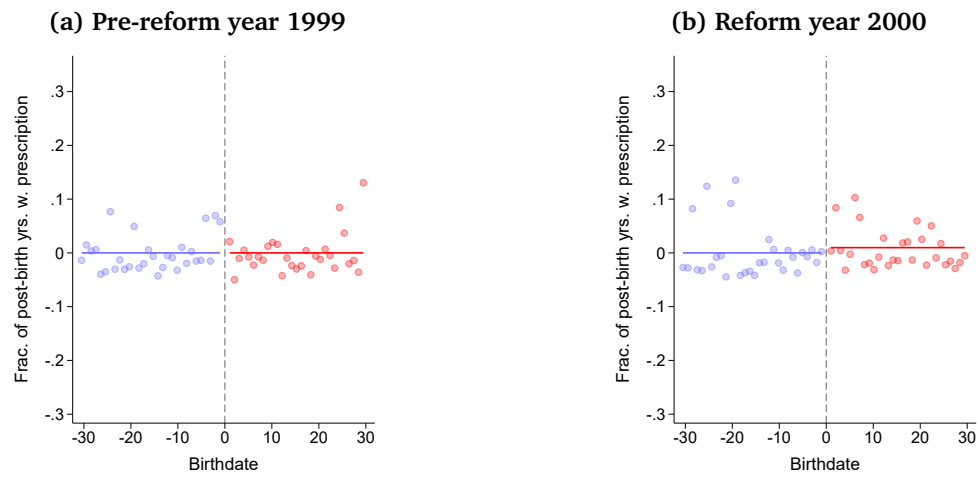 (a) Pre-reform year 1999
Frac. of post-birth yrs. w. prescription
.3
.2
.1
0
-.1
-.2
-.3
-30 -20 -10 0 10 20 30
Birthdate
(b) Reform year 2000
Frac. of post-birth yrs. w. prescription
.3
.2
.1
0
-.1
-.2
-.3
-30 -20 -10 0 10 20 30
Birthdate